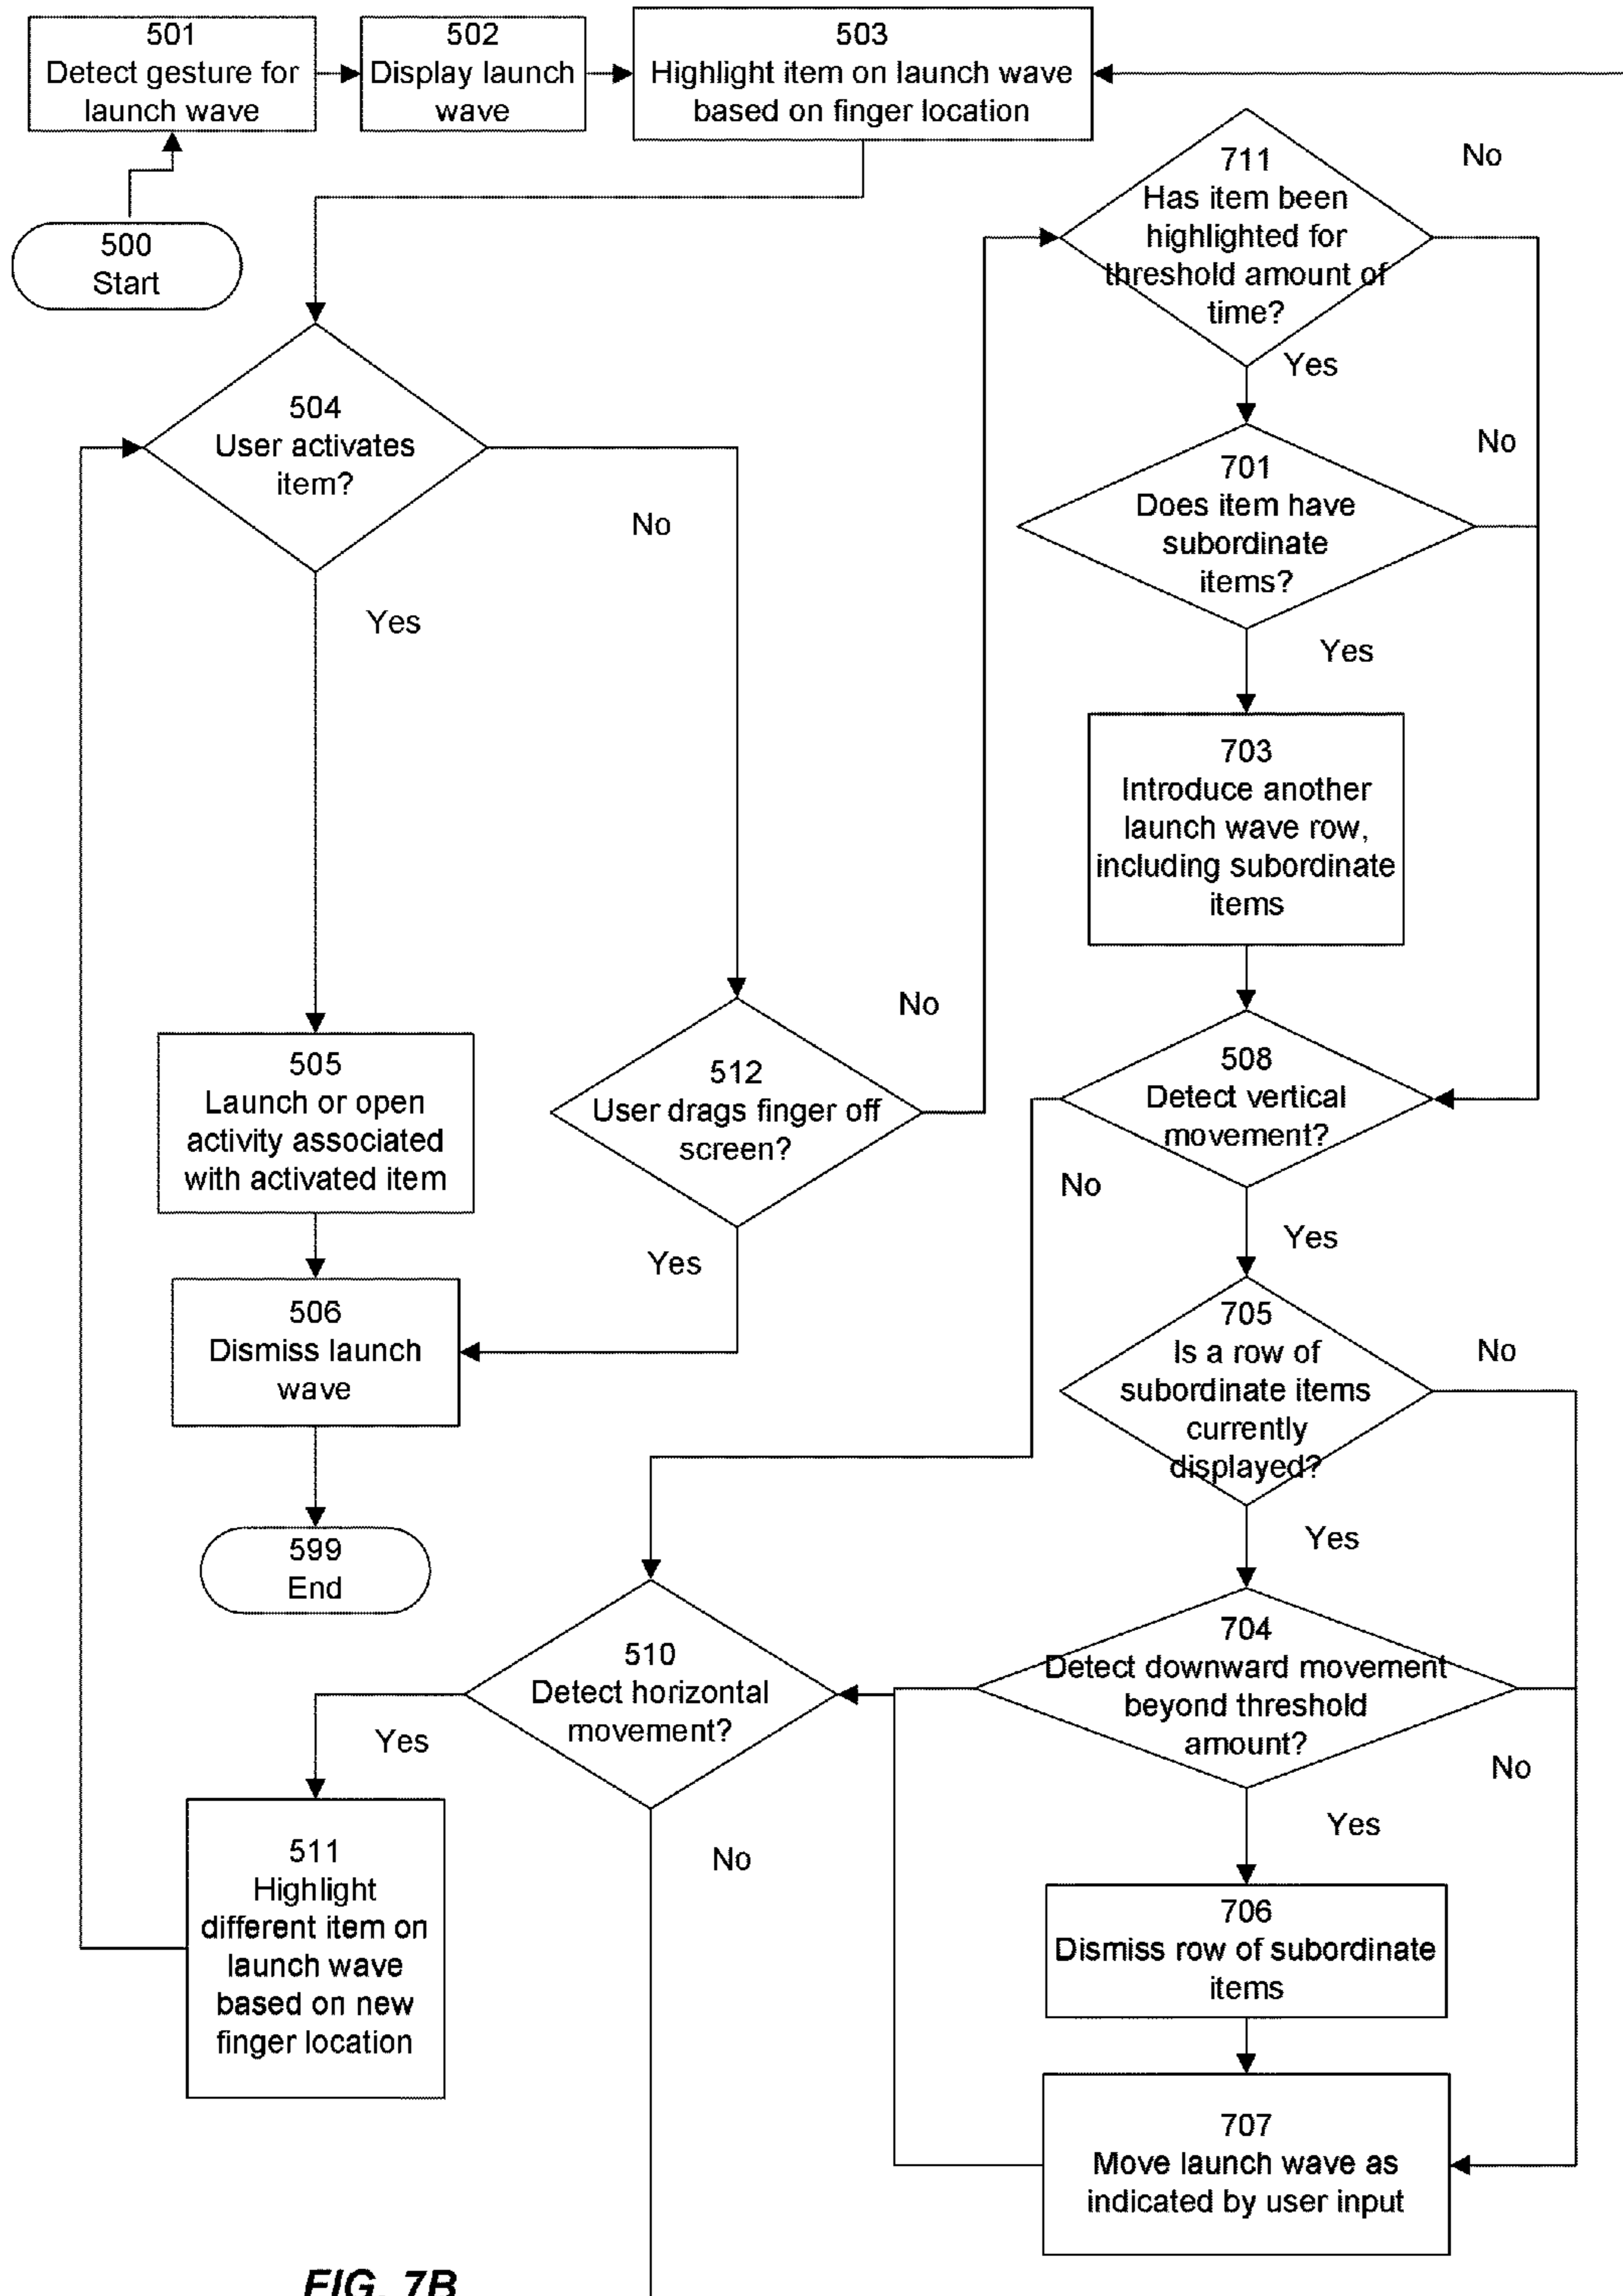 501
Detect gesture for
launch wave
502
Display launch
wave
503
Highlight item on launch wave
based on finger location
500
Start
711
Has item been
highlighted for
threshold amount of
time?
No
Yes
504
User activates
item?
No
Yes
701
Does item have
subordinate
items?
No
Yes
703
Introduce another
launch wave row,
including subordinate
items
505
Launch or open
activity associated
with activated item
512
User drags finger off
screen?
No
Yes
508
Detect vertical
movement?
No
Yes
506
Dismiss launch
wave
705
Is a row of
subordinate items
currently
displayed?
No
Yes
599
End
510
Detect horizontal
movement?
Yes
No
704
Detect downward movement
beyond threshold
amount?
No
Yes
511
Highlight
different item on
launch wave
based on new
finger location
706
Dismiss row of subordinate
items
707
Move launch wave as
indicated by user input
FIG. 7B